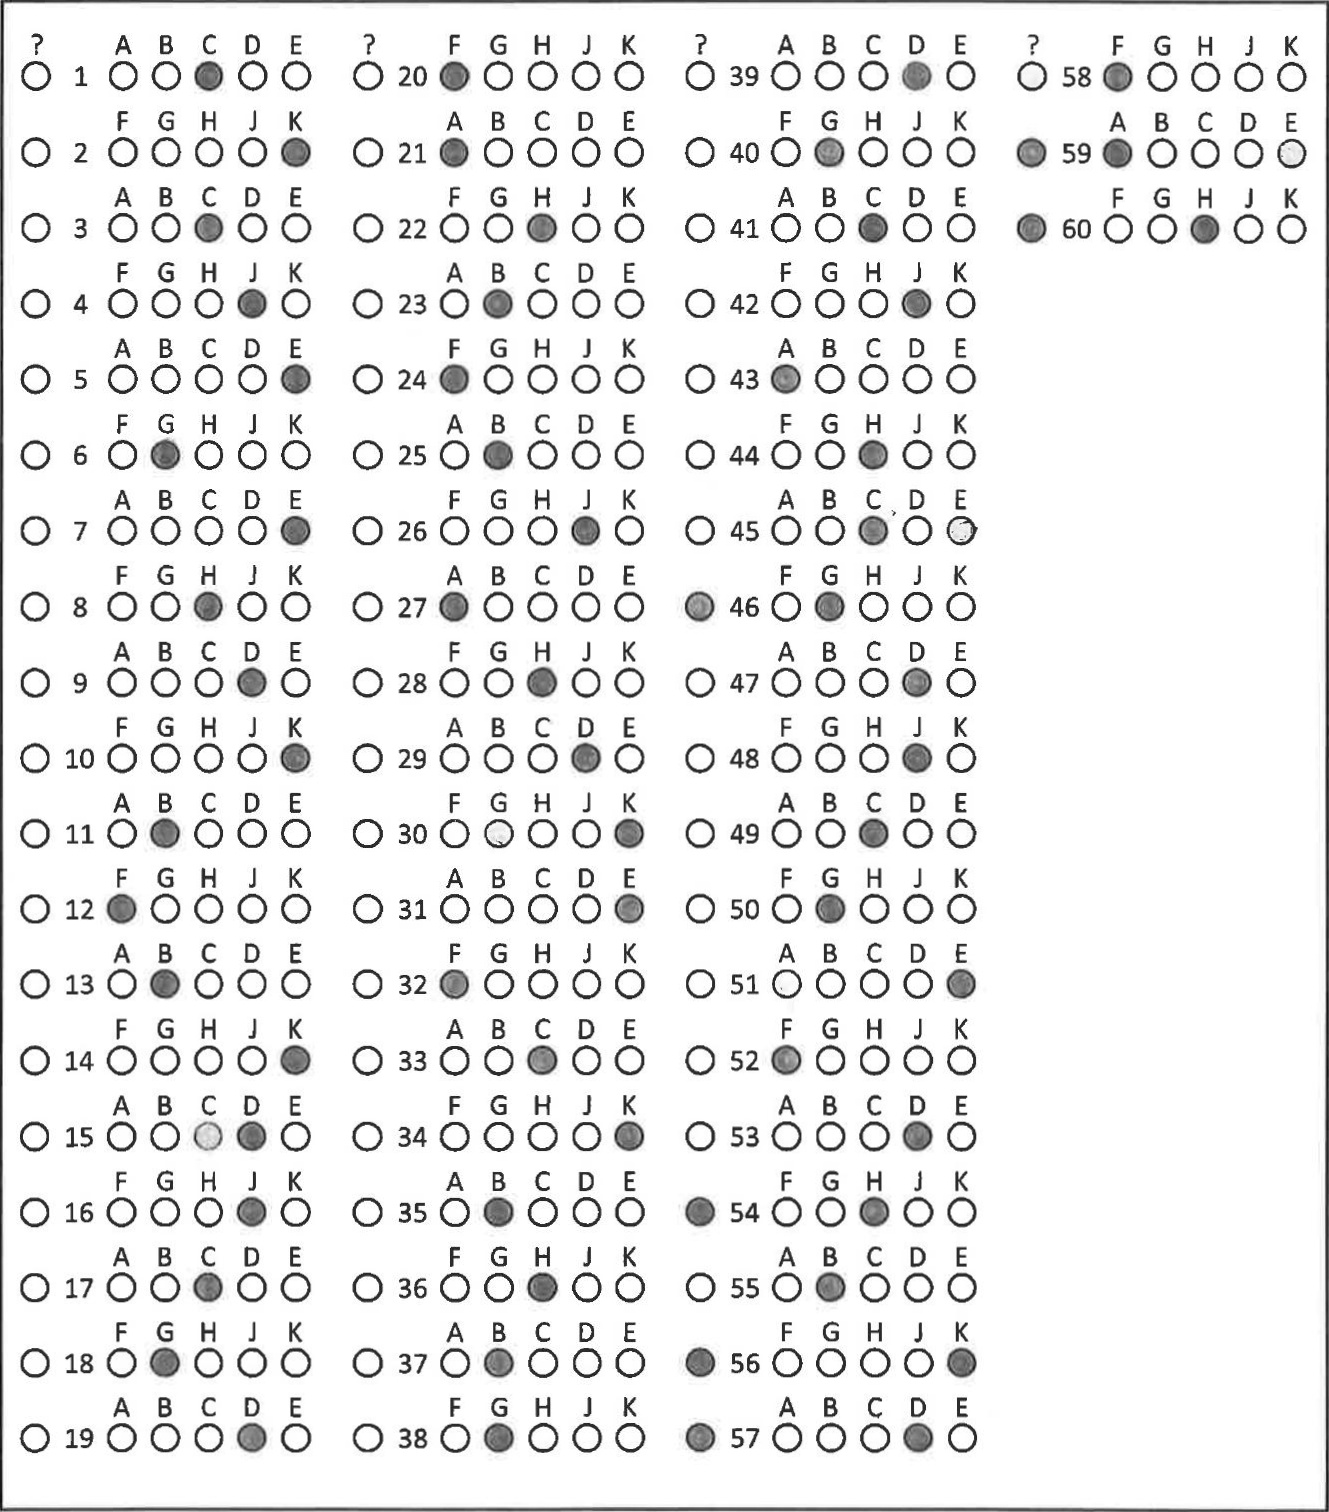 ? A B C D E ? F G H J K ? A B C D E ? F G H J K
1 20 39 58
F G H J K A B C D E F G H J K A B C D E
2 21 40 59
A B C D E F G H J K A B C D E F G H J K
3 22 41 60
F G H J K A B C D E F G H J K
4 23 42
A B C D E F G H J K A B C D E
5 24 43
F G H J K A B C D E F G H J K
6 25 44
A B C D E F G H J K A B C D E
7 26 45
F G H J K A B C D E F G H J K
8 27 46
A B C D E F G H J K A B C D E
9 28 47
F G H J K A B C D E F G H J K
10 29 48
A B C D E F G H J K A B C D E
11 30 49
F G H J K A B C D E F G H J K
12 31 50
A B C D E F G H J K A B C D E
13 32 51
F G H J K A B C D E F G H J K
14 33 52
A B C D E F G H J K A B C D E
15 34 53
F G H J K A B C D E F G H J K
16 35 54
A B C D E F G H J K A B C D E
17 36 55
F G H J K A B C D E F G H J K
18 37 56
A B C D E F G H J K A B C D E
19 38 57